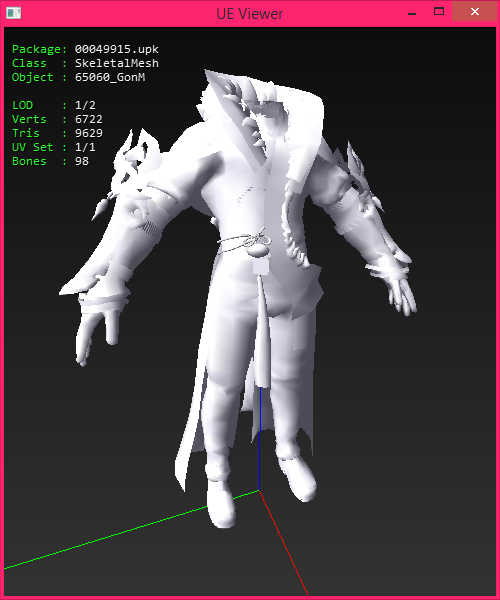 UE Viewer
Package: 00049915.upk
Class : SkeletalMesh
Object : 65060_GonM
LOD : 1/2
Verts : 6722
Tris : 9629
UV Set : 1/1
Bones : 98